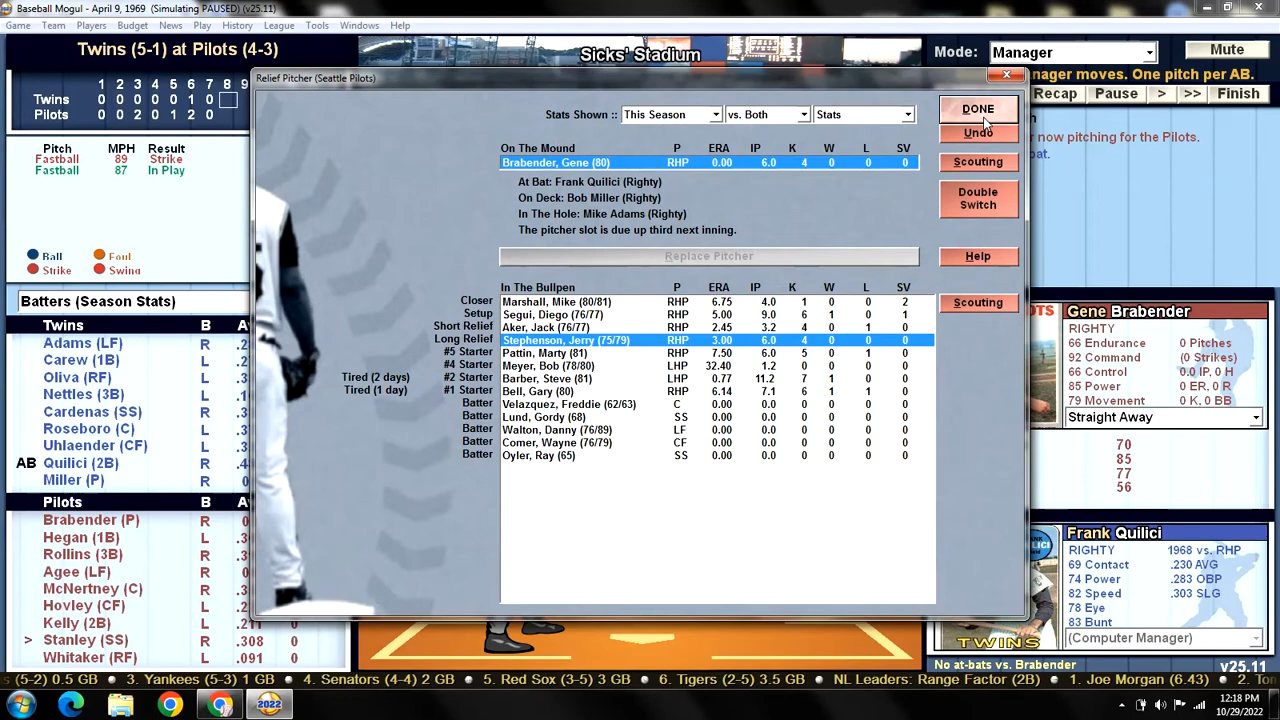 Baseball Mogul - April 9, 1969 (Simulating PAUSED) (v25.11)
Game Team Players Budget News Play History League Tools Windows Help
Twins (5-1) at Pilots (4-3)
Sicks' Stadium
Mode: Manager Mute
1 2 3 4 5 6 7 8 9
Twins 0 0 0 0 0 1 0
Pilots 0 0 2 0 1 2
nager moves. One pitch per AB.
Recap Pause > >> Finish
Pitch MPH Result
Fastball 89 Strike
Fastball 87 In Play
Ball Foul
Strike Swing
r now pitching for the Pilots.
bat.
Relief Pitcher (Seattle Pilots)
Stats Shown :: This Season vs. Both Stats
DONE
Undo
Scouting
Double Switch
Help
Scouting
On The Mound P ERA IP K W L SV
Brabender, Gene (80) RHP 0.00 6.0 4 0 0 0
At Bat: Frank Quilici (Righty)
On Deck: Bob Miller (Righty)
In The Hole: Mike Adams (Righty)
The pitcher slot is due up third next inning.
Replace Pitcher
In The Bullpen P ERA IP K W L SV
Closer Marshall, Mike (80/81) RHP 6.75 4.0 1 0 0 2
Setup Segui, Diego (76/77) RHP 5.00 9.0 6 1 0 1
Short Relief Aker, Jack (76/77) RHP 2.45 3.2 4 0 1 0
Long Relief Stephenson, Jerry (75/79) RHP 3.00 6.0 4 0 0 0
#5 Starter Pattin, Marty (81) RHP 7.50 6.0 5 0 1 0
#4 Starter Meyer, Bob (78/80) LHP 32.40 1.2 0 0 0 0
Tired (2 days) #2 Starter Barber, Steve (81) LHP 0.77 11.2 7 1 0 0
Tired (1 day) #1 Starter Bell, Gary (80) RHP 6.14 7.1 6 1 1 0
Batter Velazquez, Freddie (62/63) C 0.00 0.0 0 0 0 0
Batter Lund, Gordy (68) SS 0.00 0.0 0 0 0 0
Batter Walton, Danny (76/89) LF 0.00 0.0 0 0 0 0
Batter Comer, Wayne (76/79) CF 0.00 0.0 0 0 0 0
Batter Oyler, Ray (65) SS 0.00 0.0 0 0 0 0
Batters (Season Stats)
Twins B Av
Adams (LF) R .2
Carew (1B) L .2
Oliva (RF) L .2
Nettles (3B) L .1
Cardenas (SS) R .2
Roseboro (C) L .2
Uhlaender (CF) L .2
AB Quilici (2B) R .4
Miller (P) R
Pilots B Av
Brabender (P) R 0
Hegan (1B) L .3
Rollins (3B) R .3
Agee (LF) R
McNertney (C) R
Hovley (CF) L .2
Kelly (2B) L .211 0
> Stanley (SS) R .308 0
Whitaker (RF) L .091 0
Gene Brabender
RIGHTY
66 Endurance 0 Pitches
92 Command (0 Strikes)
66 Control 0.0 IP, 0 H
85 Power 0 ER, 0 R
79 Movement 0 K, 0 BB
Straight Away
70
85
77
56
Frank Quilici
RIGHTY 1968 vs. RHP
69 Contact .230 AVG
74 Power .283 OBP
82 Speed .303 SLG
78 Eye
83 Bunt
(Computer Manager)
TWINS
No at-bats vs. Brabender v25.11
(5-2) 0.5 GB 3. Yankees (5-3) 1 GB 4. Senators (4-4) 2 GB 5. Red Sox (3-5) 3 GB 6. Tigers (2-5) 3.5 GB NL Leaders: Range Factor (2B) 1. Joe Morgan (6.43) 2. Tom
2022
12:18 PM
10/29/2022